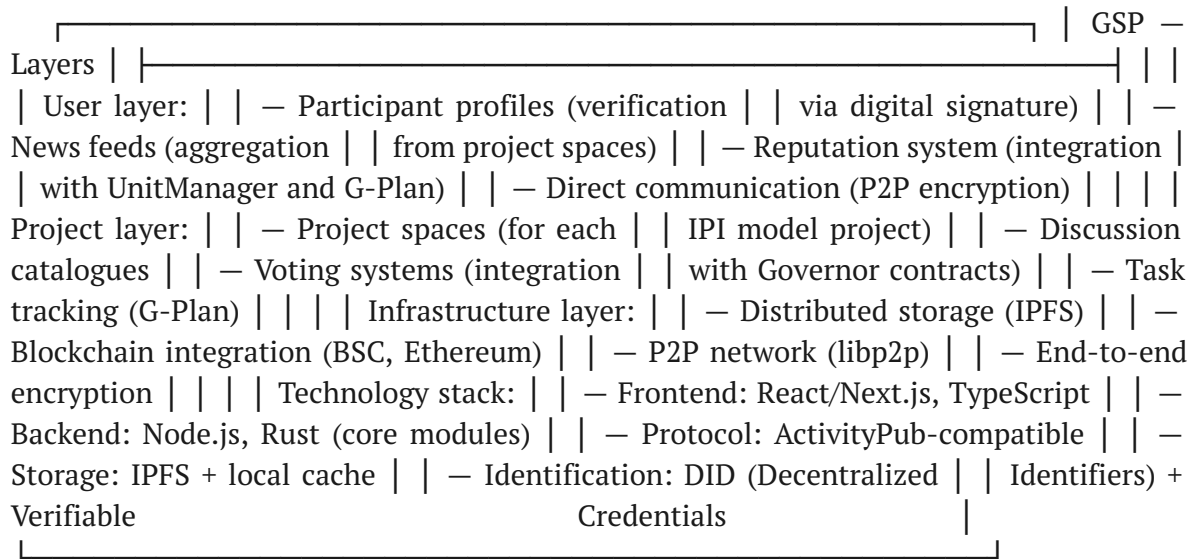 ┌─────────────────────────────────────┐ │ GSP —
Layers │ ├─────────────────────────────────────┤ │ │
│ User layer: │ │ — Participant profiles (verification │ │ via digital signature) │ │ —
News feeds (aggregation │ │ from project spaces) │ │ — Reputation system (integration │
│ with UnitManager and G-Plan) │ │ — Direct communication (P2P encryption) │ │ │ │
Project layer: │ │ — Project spaces (for each │ │ IPI model project) │ │ — Discussion
catalogues │ │ — Voting systems (integration │ │ with Governor contracts) │ │ — Task
tracking (G-Plan) │ │ │ │ Infrastructure layer: │ │ — Distributed storage (IPFS) │ │ —
Blockchain integration (BSC, Ethereum) │ │ — P2P network (libp2p) │ │ — End-to-end
encryption │ │ │ │ Technology stack: │ │ — Frontend: React/Next.js, TypeScript │ │ —
Backend: Node.js, Rust (core modules) │ │ — Protocol: ActivityPub-compatible │ │ —
Storage: IPFS + local cache │ │ — Identification: DID (Decentralized │ │ Identifiers) +
Verifiable Credentials │
└─────────────────────────────────────┘